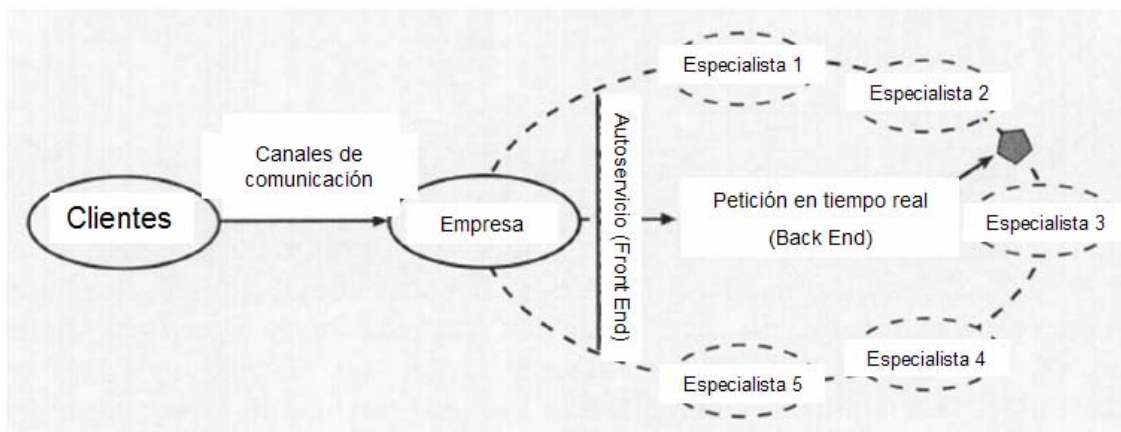 Especialista 1
Especialista 2
Canales de
comunicación
Clientes
Empresa
Autoservicio (Front End)
Petición en tiempo real
(Back End)
Especialista 3
Especialista 4
Especialista 5